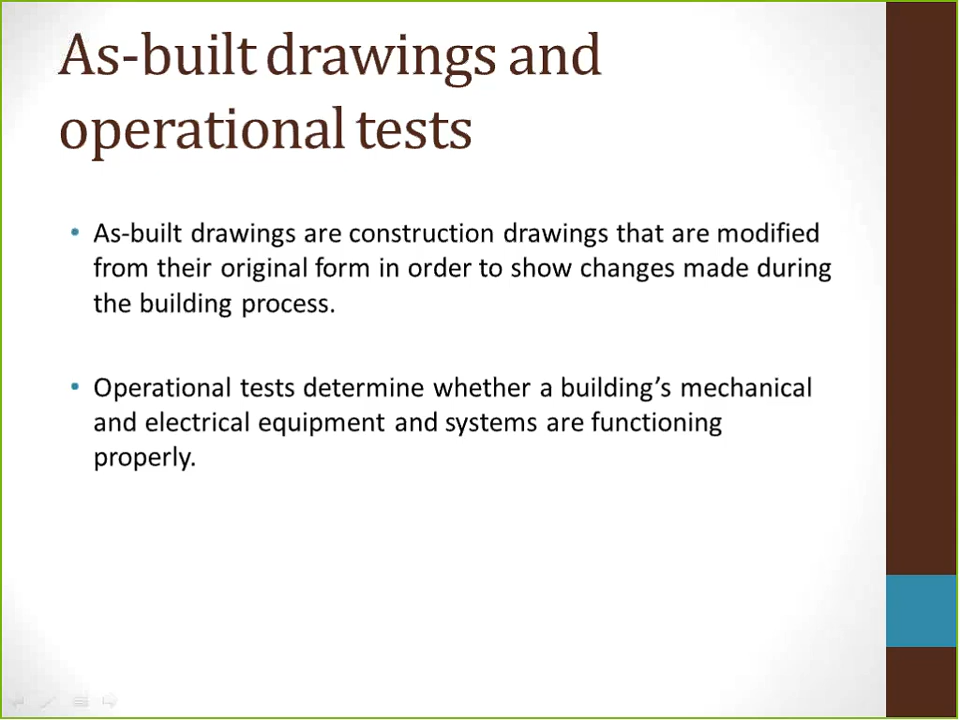 As-built drawings and
operational tests
• As-built drawings are construction drawings that are modified
from their original form in order to show changes made during
the building process.
• Operational tests determine whether a building’s mechanical
and electrical equipment and systems are functioning
properly.